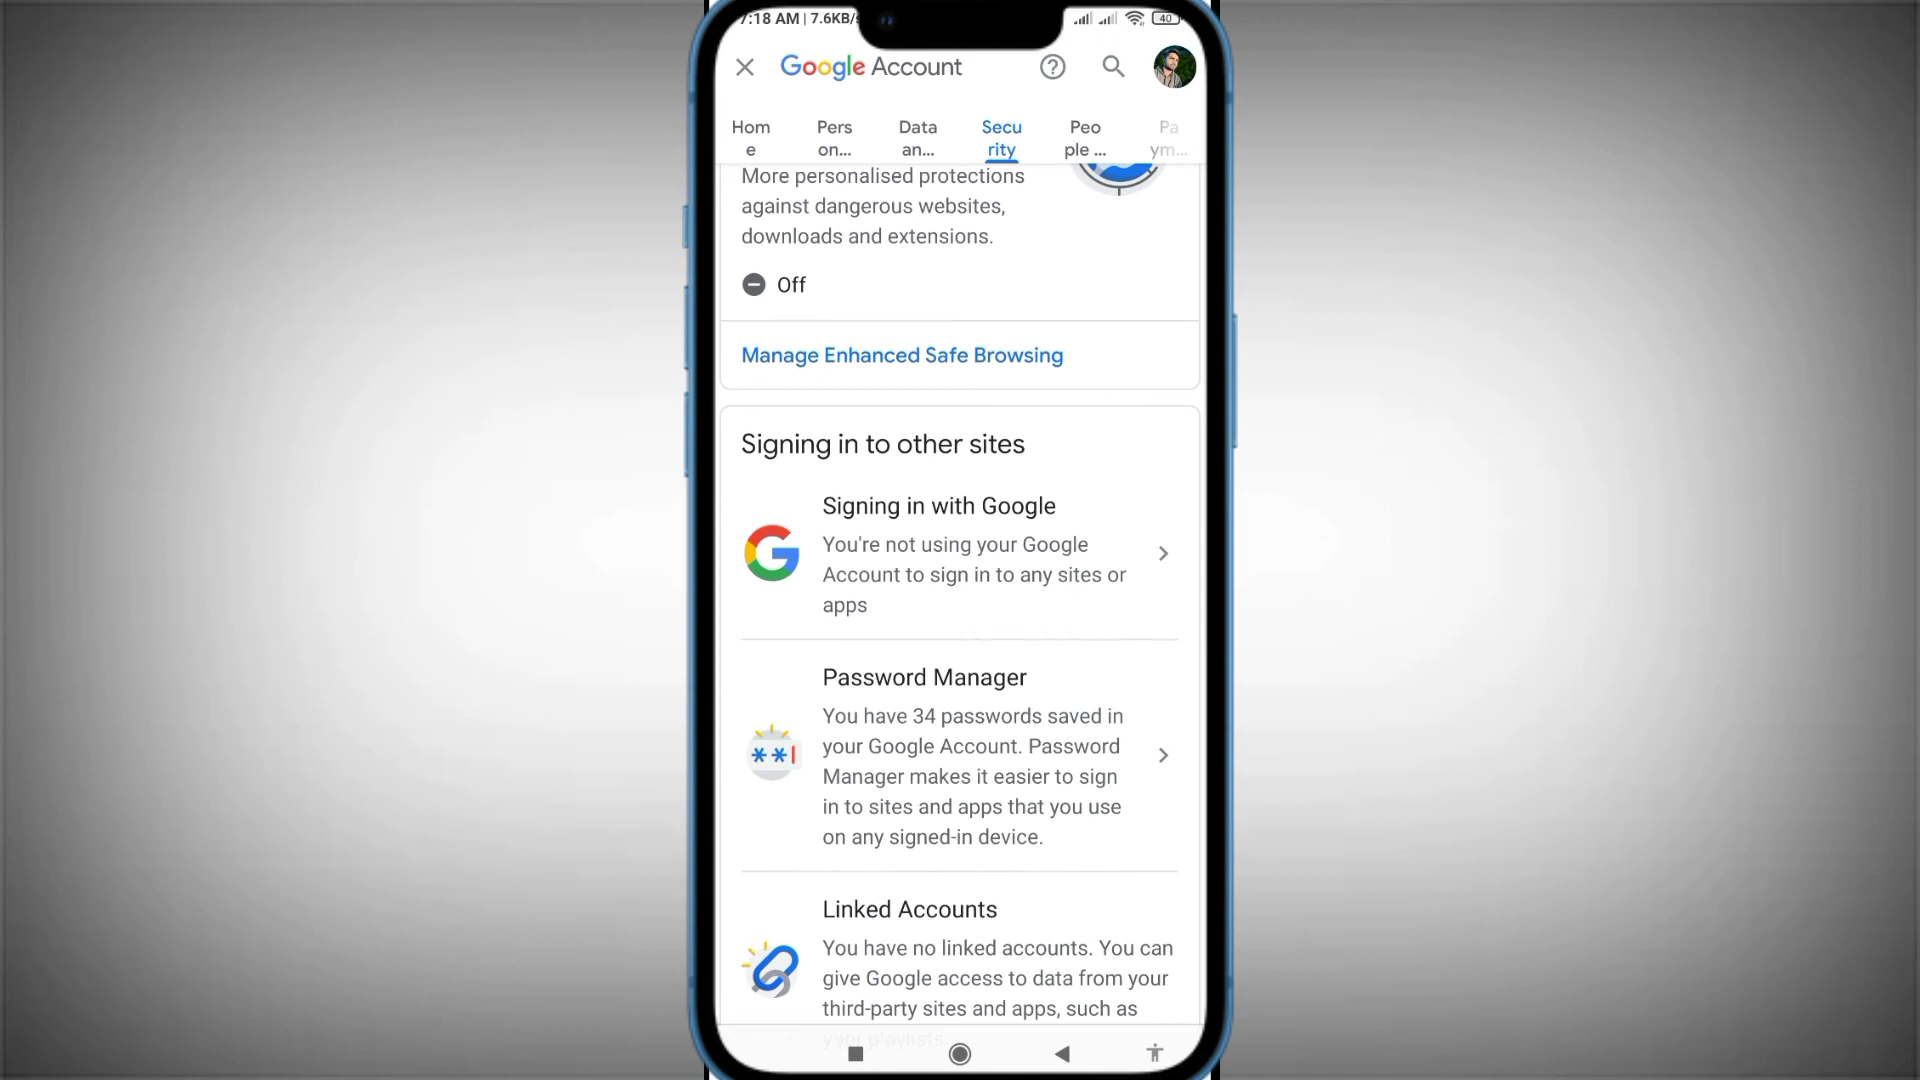 7:18 AM | 7.6KB/s
40
Google Account
Hom
e
Pers
on...
Data
an...
Secu
rity
Peo
ple ...
Pa
ym...
More personalised protections
against dangerous websites,
downloads and extensions.
Off
Manage Enhanced Safe Browsing
Signing in to other sites
Signing in with Google
You're not using your Google
Account to sign in to any sites or
apps
Password Manager
You have 34 passwords saved in
your Google Account. Password
Manager makes it easier to sign
in to sites and apps that you use
on any signed-in device.
Linked Accounts
You have no linked accounts. You can
give Google access to data from your
third-party sites and apps, such as
your playlists